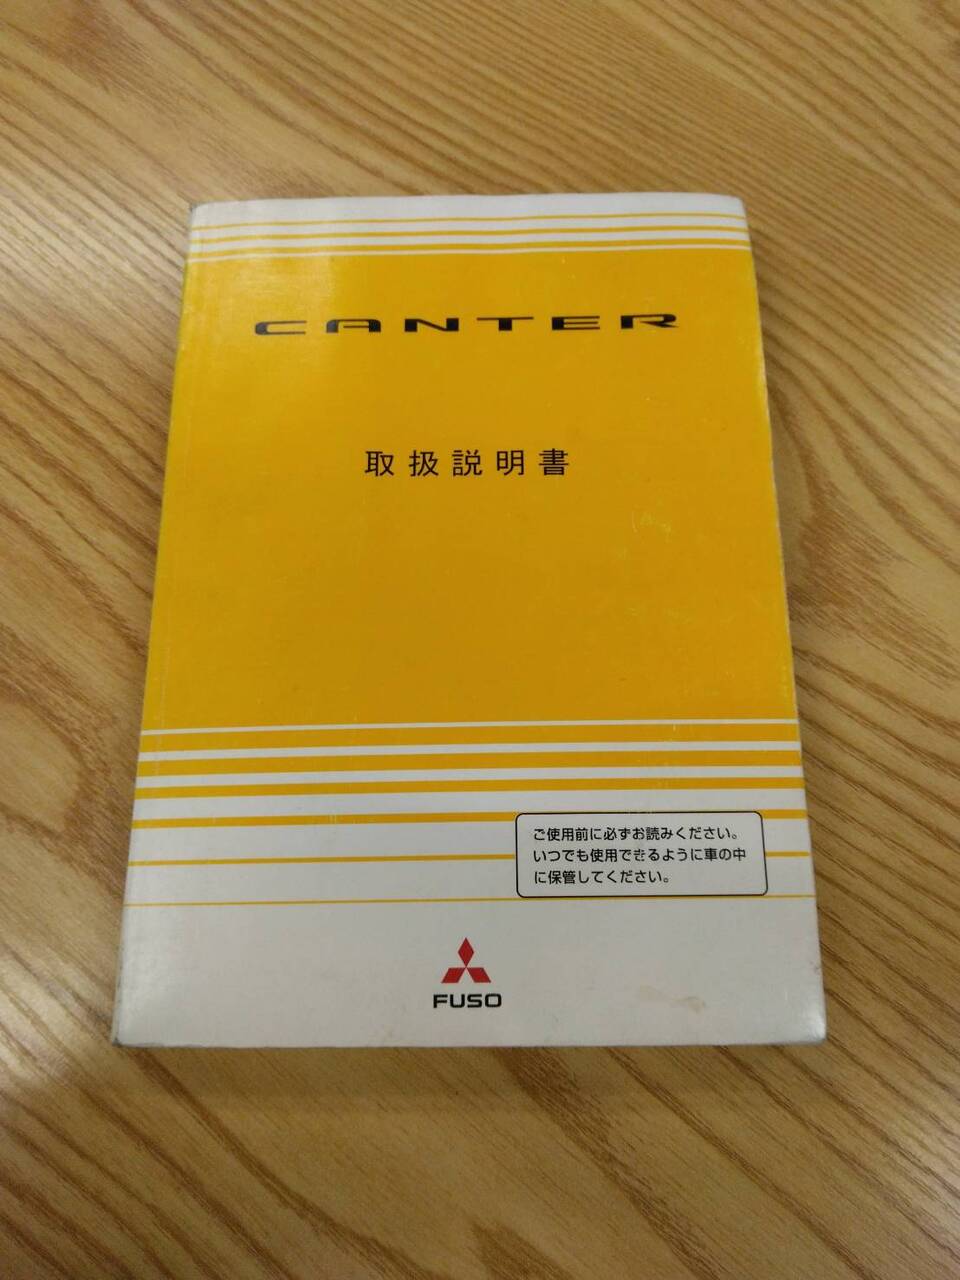 CANTER
取扱説明書
ご使用前に必ずお読みください。
いつでも使用できるように車の中
に保管してください。
FUSO